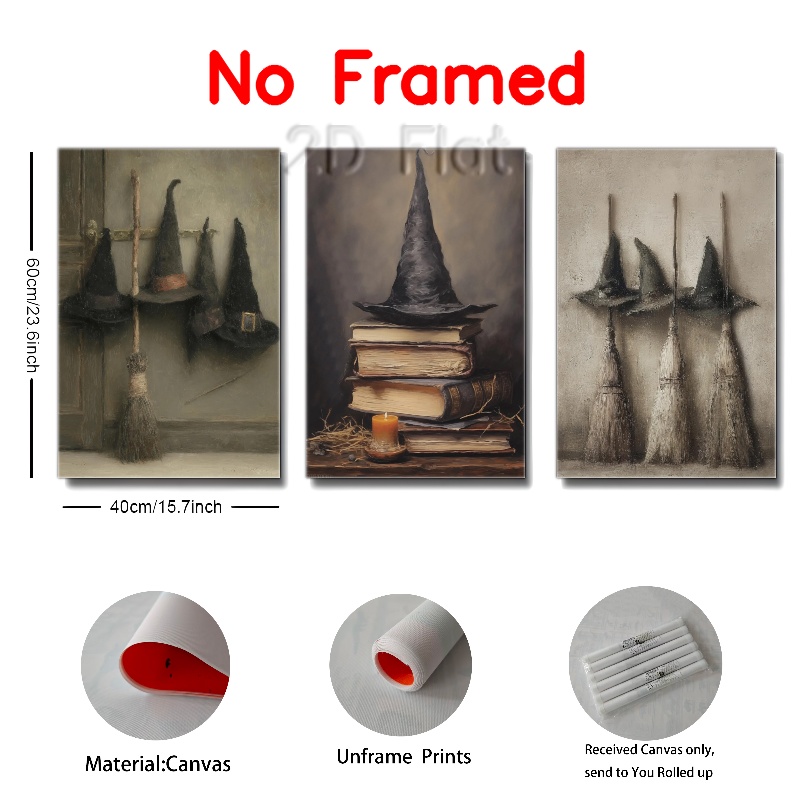 No Framed
2D Flat
60cm/23.6inch
40cm/15.7inch
Material:Canvas
Unframe Prints
Received Canvas only,
send to You Rolled up